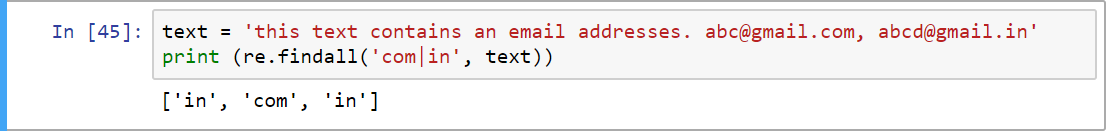 In [45]: text = 'this text contains an email addresses. abc@gmail.com, abcd@gmail.in'
print (re.findall('com|in', text))
['in', 'com', 'in']